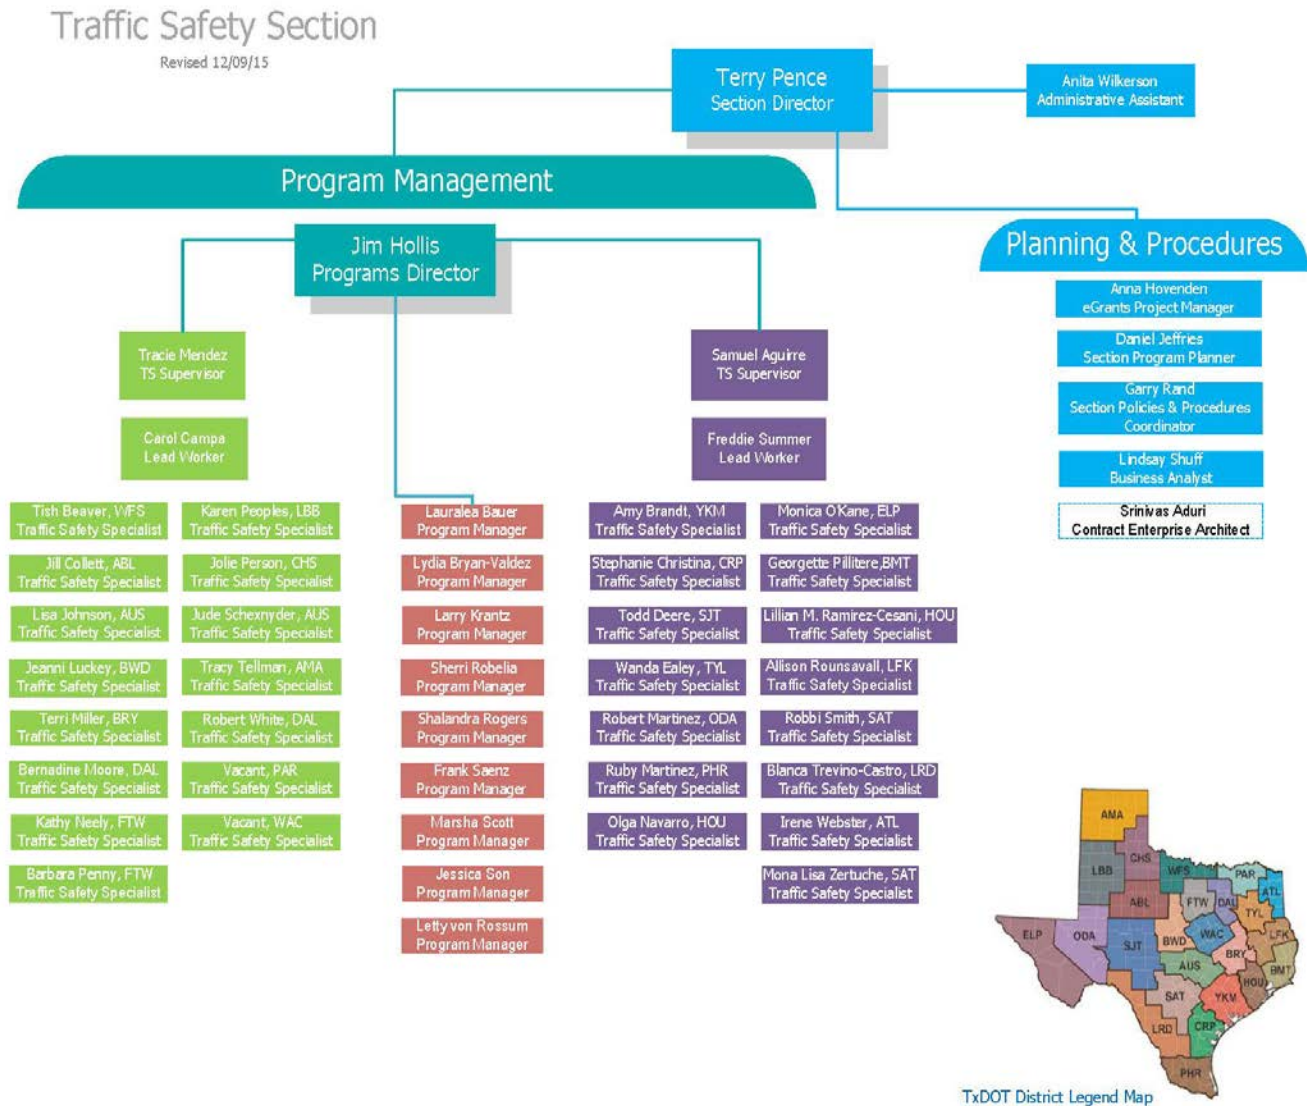 Traffic Safety Section
Revised 12/09/15
Terry Pence
Section Director
Anita Wilkerson
Administrative Assistant
Program Management
Jim Hollis
Programs Director
Planning & Procedures
Anna Hovenden
eGrants Project Manager
Daniel Jeffries
Section Program Planner
Garry Rand
Section Policies & Procedures
Coordinator
Lindsay Shuff
Business Analyst
Srinivas Aduri
Contract Enterprise Architect
Tracie Mendez
TS Supervisor
Carol Campa
Lead Worker
Samuel Aguirre
TS Supervisor
Freddie Summer
Lead Worker
Tish Beaver, WFS
Traffic Safety Specialist
Jill Collett, ABL
Traffic Safety Specialist
Lisa Johnson, AUS
Traffic Safety Specialist
Jeanni Luckey, BWD
Traffic Safety Specialist
Terri Miller, BRY
Traffic Safety Specialist
Bernadine Moore, DAL
Traffic Safety Specialist
Kathy Neely, FTW
Traffic Safety Specialist
Barbara Penny, FTW
Traffic Safety Specialist
Karen Peoples, LBB
Traffic Safety Specialist
Jolie Person, CHS
Traffic Safety Specialist
Jude Schexnyder, AUS
Traffic Safety Specialist
Tracy Tellman, AMA
Traffic Safety Specialist
Robert White, DAL
Traffic Safety Specialist
Vacant, PAR
Traffic Safety Specialist
Vacant, WAC
Traffic Safety Specialist
Lauralea Bauer
Program Manager
Lydia Bryan-Valdez
Program Manager
Larry Krantz
Program Manager
Sherri Robelia
Program Manager
Shalandra Rogers
Program Manager
Frank Saenz
Program Manager
Marsha Scott
Program Manager
Jessica Son
Program Manager
Letty von Rossum
Program Manager
Amy Brandt, YKM
Traffic Safety Specialist
Stephanie Christina, CRP
Traffic Safety Specialist
Todd Deere, SJT
Traffic Safety Specialist
Wanda Ealey, TYL
Traffic Safety Specialist
Robert Martinez, ODA
Traffic Safety Specialist
Ruby Martinez, PHR
Traffic Safety Specialist
Olga Navarro, HOU
Traffic Safety Specialist
Monica O'Kane, ELP
Traffic Safety Specialist
Georgette Pillitere,BMT
Traffic Safety Specialist
Lillian M. Ramirez-Cesani, HOU
Traffic Safety Specialist
Allison Rounsavall, LFK
Traffic Safety Specialist
Robbi Smith, SAT
Traffic Safety Specialist
Blanca Trevino-Castro, LRD
Traffic Safety Specialist
Irene Webster, ATL
Traffic Safety Specialist
Mona Lisa Zertuche, SAT
Traffic Safety Specialist
AMA
CHS
LBB
WFS
PAR
ATL
ABL
FTW
DAL
TYL
ELP
ODA
SJT
BWD
WAC
LFK
BRY
AUS
BMT
HOU
SAT
YKM
LRD
CRP
PHR
TxDOT District Legend Map